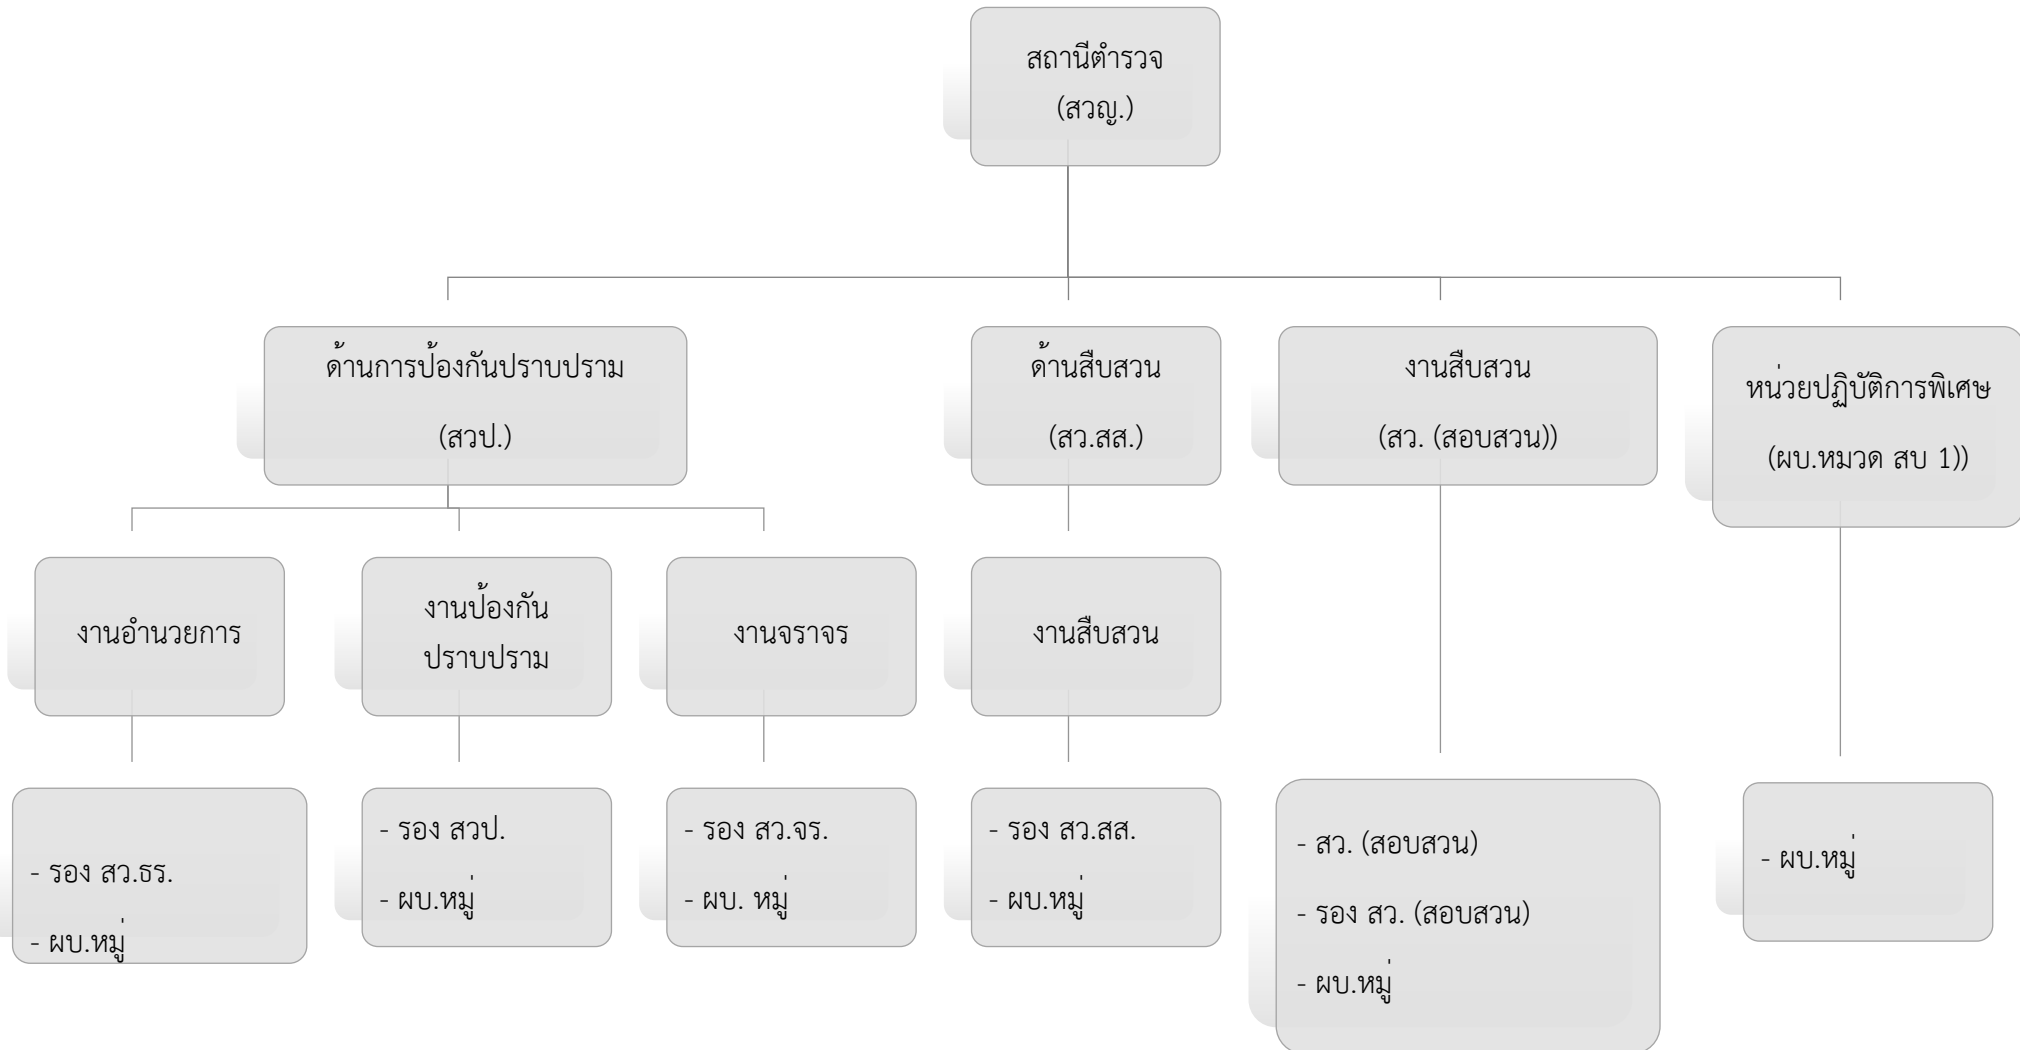 สถานีตำรวจ
(สวญ.)
ด้านการป้องกันปราบปราม
(สวป.)
ด้านสืบสวน
(สว.สส.)
งานสืบสวน
(สว. (สอบสวน))
หน่วยปฏิบัติการพิเศษ
(ผบ.หมวด สบ 1))
งานอำนวยการ
งานป้องกัน
ปราบปราม
งานจราจร
งานสืบสวน
- รอง สว.ธร.
- ผบ.หมู่
- รอง สวป.
- ผบ.หมู่
- รอง สว.จร.
- ผบ. หมู่
- รอง สว.สส.
- ผบ.หมู่
- สว. (สอบสวน)
- รอง สว. (สอบสวน)
- ผบ.หมู่
- ผบ.หมู่